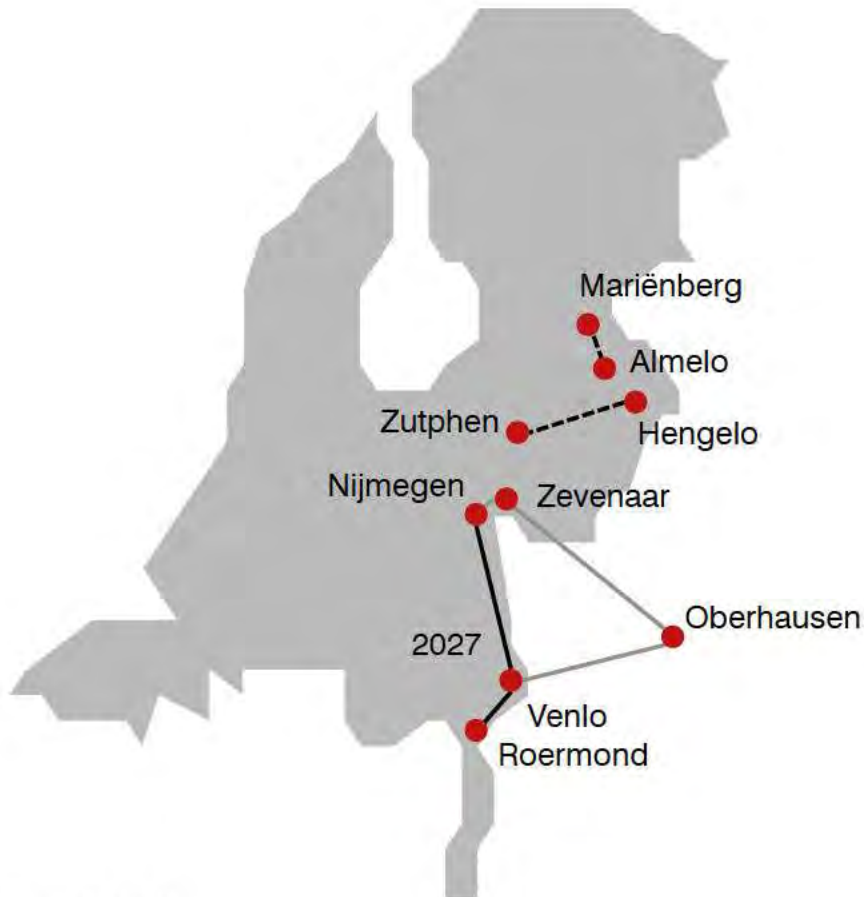 Mariënberg
Almelo
Zutphen
Hengelo
Nijmegen
Zevenaar
Oberhausen
2027
Venlo
Roermond